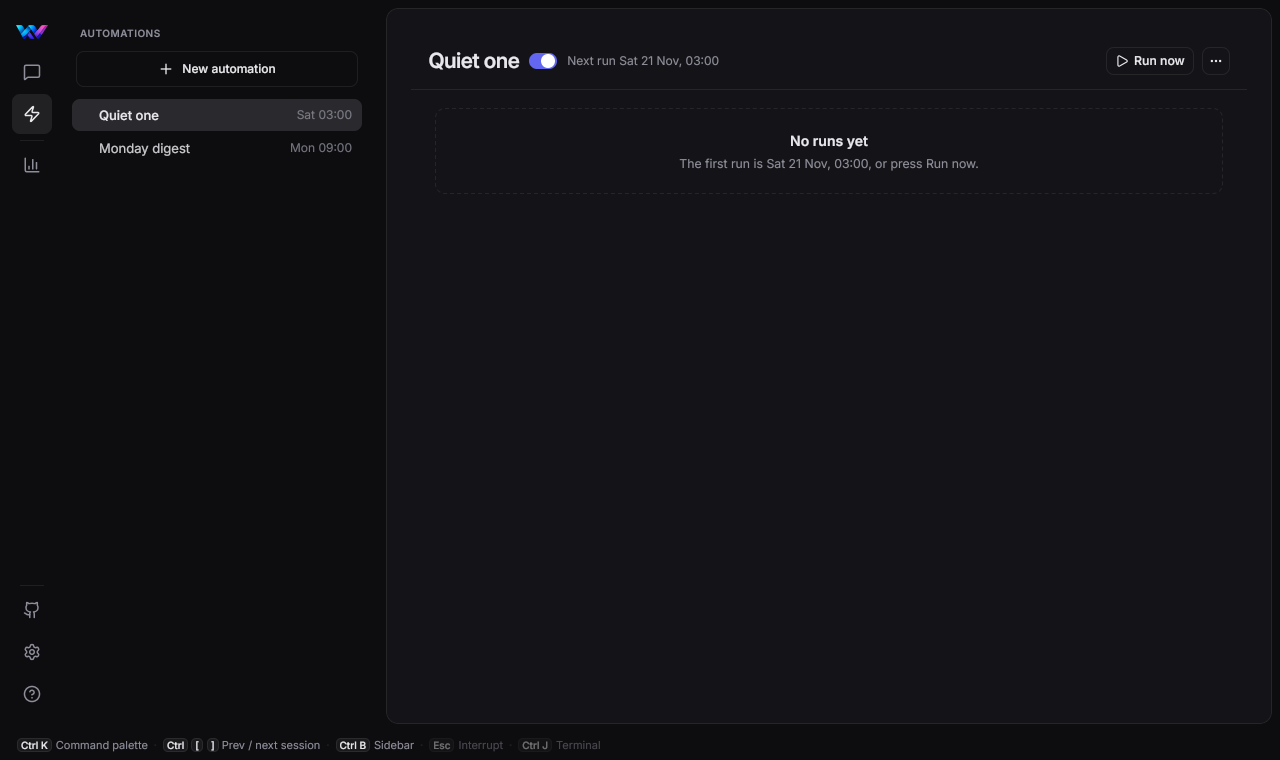 AUTOMATIONS
New automation
Quiet one Sat 03:00
Monday digest Mon 09:00
Quiet one Next run Sat 21 Nov, 03:00 Run now
No runs yet
The first run is Sat 21 Nov, 03:00, or press Run now.
Ctrl K Command palette · Ctrl [ ] Prev / next session · Ctrl B Sidebar · Esc Interrupt · Ctrl J Terminal